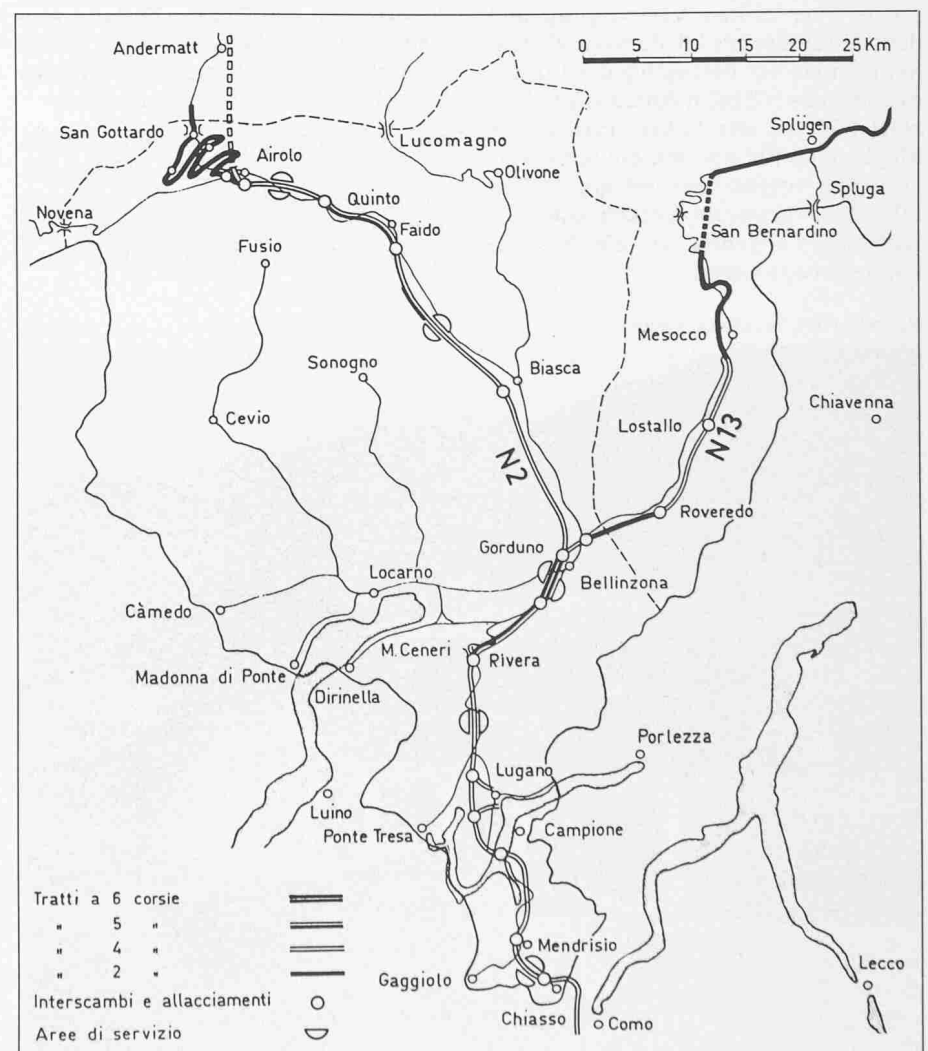 Andermatt
0 5 10 15 20 25 Km
San Gottardo
Splügen
Lucomagno
Airolo
Olivone
Spluga
Quinto
Novena
Faido
San Bernardino
Fusio
Mesocco
Sonogno
Biasca
Chiavenna
Cevio
Lostallo
N13
N2
Roveredo
Gorduno
Locarno
Bellinzona
Càmedo
M. Ceneri
Rivera
Madonna di Ponte
Dirinella
Porlezza
Lugano
Luino
Ponte Tresa
Campione
Tratti a 6 corsie
" 5 "
" 4 "
" 2 "
Mendrisio
Gaggiolo
Lecco
Interscambi e allacciamenti
Chiasso
Como
Aree di servizio